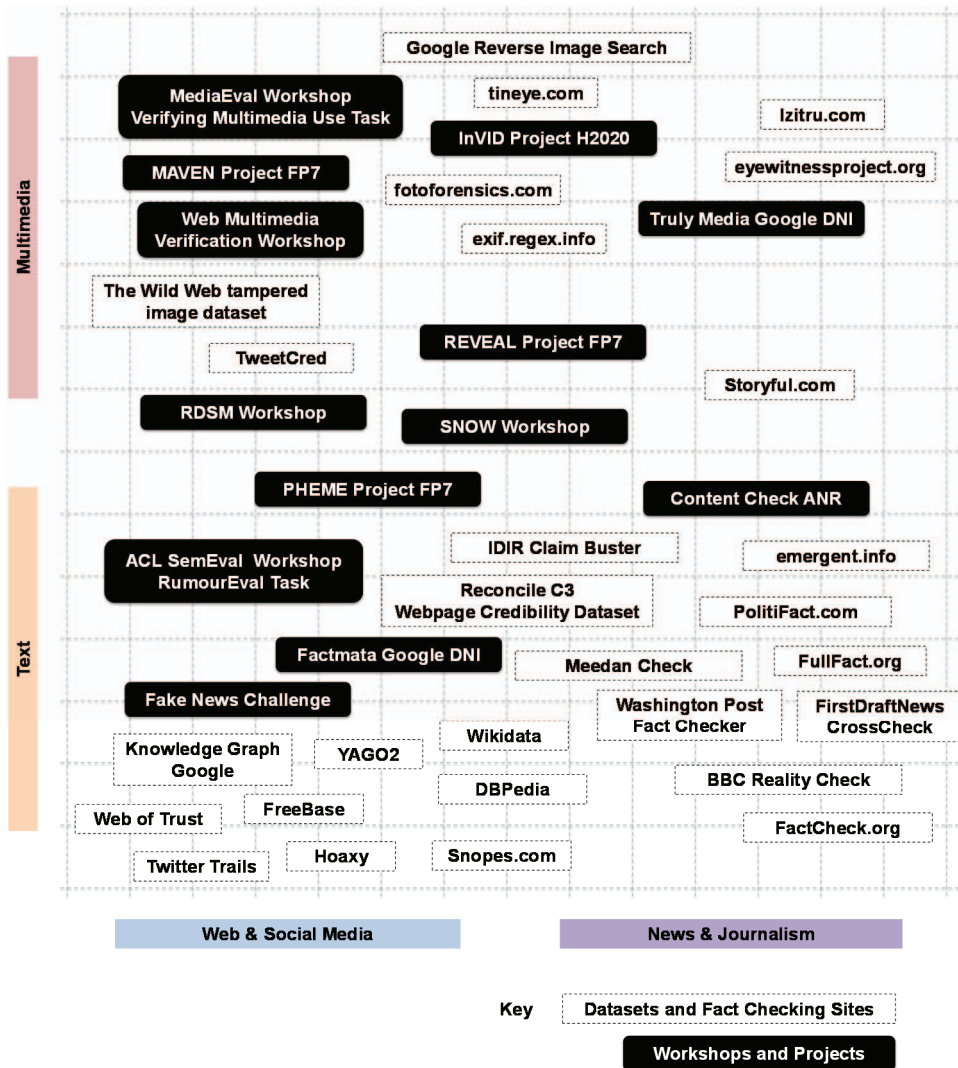 Google Reverse Image Search
tineye.com
MediaEval Workshop
Verifying Multimedia Use Task
Izitru.com
InVID Project H2020
MAVEN Project FP7
eyewitnessproject.org
fotoforensics.com
Web Multimedia
Verification Workshop
Truly Media Google DNI
exif.regex.info
Multimedia
The Wild Web tampered
image dataset
REVEAL Project FP7
TweetCred
Storyful.com
RDSM Workshop
SNOW Workshop
PHEME Project FP7
Content Check ANR
ACL SemEval Workshop
RumourEval Task
IDIR Claim Buster
emergent.info
Reconcile C3
Webpage Credibility Dataset
PolitiFact.com
Text
Factmata Google DNI
Meedan Check
FullFact.org
Fake News Challenge
Washington Post
Fact Checker
FirstDraftNews
CrossCheck
Knowledge Graph
Google
YAGO2
Wikidata
DBPedia
BBC Reality Check
Web of Trust
FreeBase
FactCheck.org
Twitter Trails
Hoaxy
Snopes.com
Web & Social Media
News & Journalism
Key
Datasets and Fact Checking Sites
Workshops and Projects